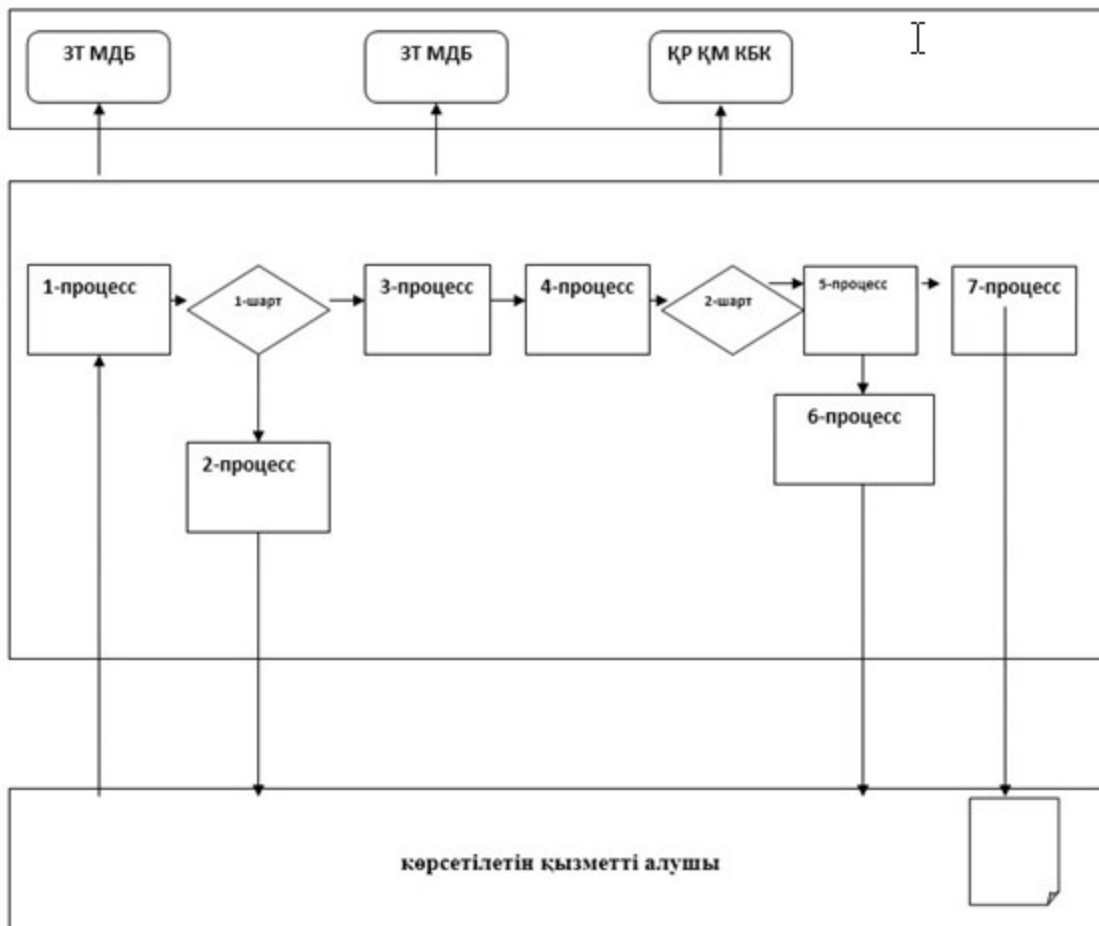 ЗТ МДБ
ЗТ МДБ
ҚР ҚМ КБК
1-процесс
1-шарт
3-процесс
4-процесс
2-шарт
5-процесс
7-процесс
6-процесс
2-процесс
көрсетілетін қызметті алушы